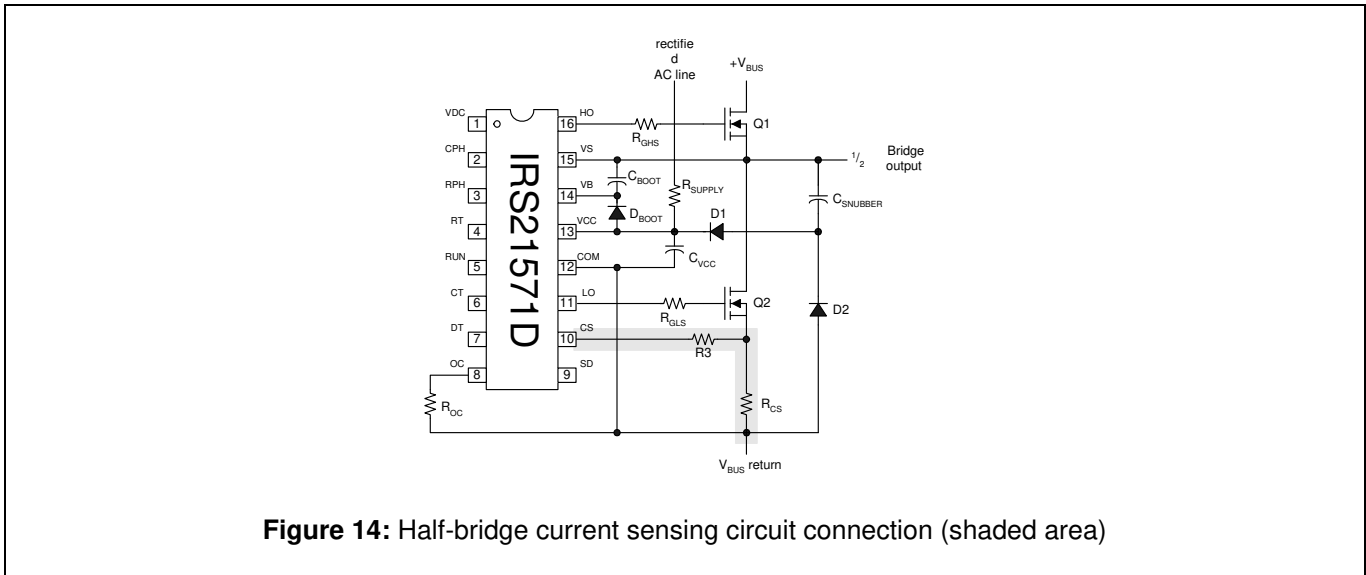 rectifie
d
AC line
+VBUS
VDC
1
16
HO
RGHS
Q1
CPH
2
15
VS
1/2
Bridge
output
CBOOT
RSUPPLY
CSNUBBER
RPH
3
14
VB
DBOOT
D1
RT
4
13
VCC
CVCC
RUN
5
12
COM
CT
6
11
LO
RGLS
Q2
D2
DT
7
10
CS
R3
OC
8
9
SD
ROC
RCS
IRS21571D
VBUS return
Figure 14: Half-bridge current sensing circuit connection (shaded area)